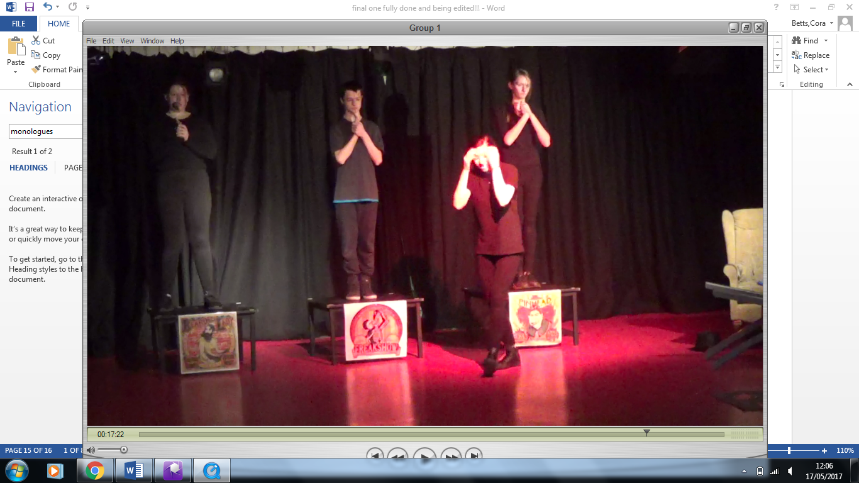 final one fully done and being edited!! - Word
FILE
HOME
Betts,Cora
Cut
Copy
Format Pain
Paste
Clipboard
Find
Replace
Select
Editing
Navigation
monologues
Result 1 of 2
HEADINGS
PAGE
Create an interactive o
document.
It's a great way to keep
or quickly move your
To get started, go to th
Heading styles to the h
document.
Group 1
File Edit View Window Help
FREAKSHOW
00:17:22
PAGE 15 OF 16
1 OF
110%
12:06
17/05/2017